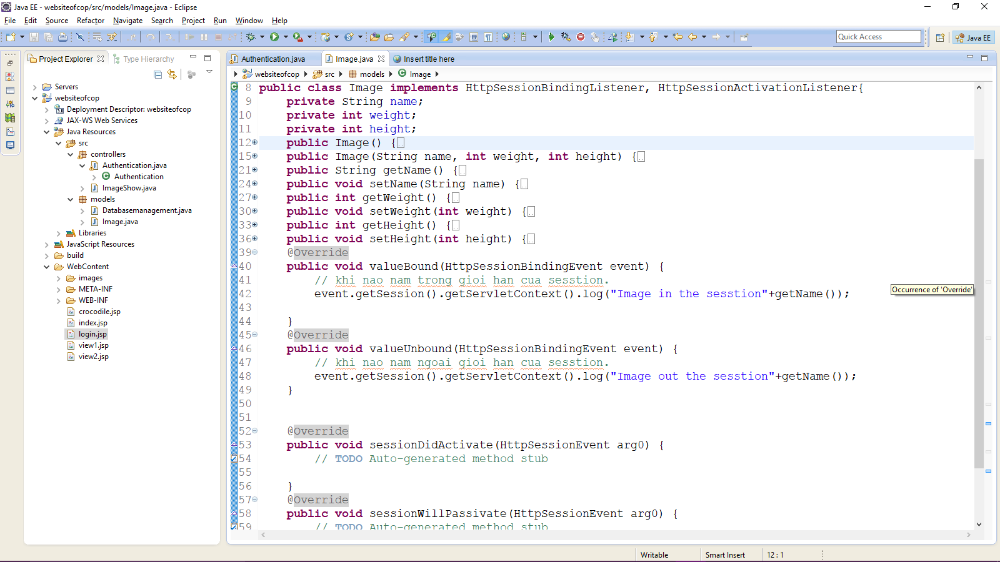 Java EE - websiteofcop/src/models/Image.java - Eclipse
File Edit Source Refactor Navigate Search Project Run Window Help
Quick Access
Java EE
Project Explorer
Type Hierarchy
Servers
websiteofcop
Deployment Descriptor: websiteofcop
JAX-WS Web Services
Java Resources
src
controllers
Authentication.java
Authentication
ImageShow.java
models
Databasemanagement.java
Image.java
Libraries
JavaScript Resources
build
WebContent
images
META-INF
WEB-INF
crocodile.jsp
index.jsp
login.jsp
view1.jsp
view2.jsp
Authentication.java
Image.java
Insert title here
websiteofcop src models Image
8 public class Image implements HttpSessionBindingListener, HttpSessionActivationListener{
9 private String name;
10 private int weight;
11 private int height;
12 public Image() {
15 public Image(String name, int weight, int height) {
21 public String getName() {
24 public void setName(String name) {
27 public int getWeight() {
30 public void setWeight(int weight) {
33 public int getHeight() {
36 public void setHeight(int height) {
39 @Override
40 public void valueBound(HttpSessionBindingEvent event) {
41 // khi nao nam trong gioi han cua sesstion.
42 event.getSession().getServletContext().log("Image in the sesstion"+getName());
43
44 }
45 @Override
46 public void valueUnbound(HttpSessionBindingEvent event) {
47 // khi nao nam ngoai gioi han cua sesstion.
48 event.getSession().getServletContext().log("Image out the sesstion"+getName());
49 }
50
51
52 @Override
53 public void sessionDidActivate(HttpSessionEvent arg0) {
54 // TODO Auto-generated method stub
55
56 }
57 @Override
58 public void sessionWillPassivate(HttpSessionEvent arg0) {
59 // TODO Auto-generated method stub
Occurrence of 'Override'
Writable
Smart Insert
12 : 1